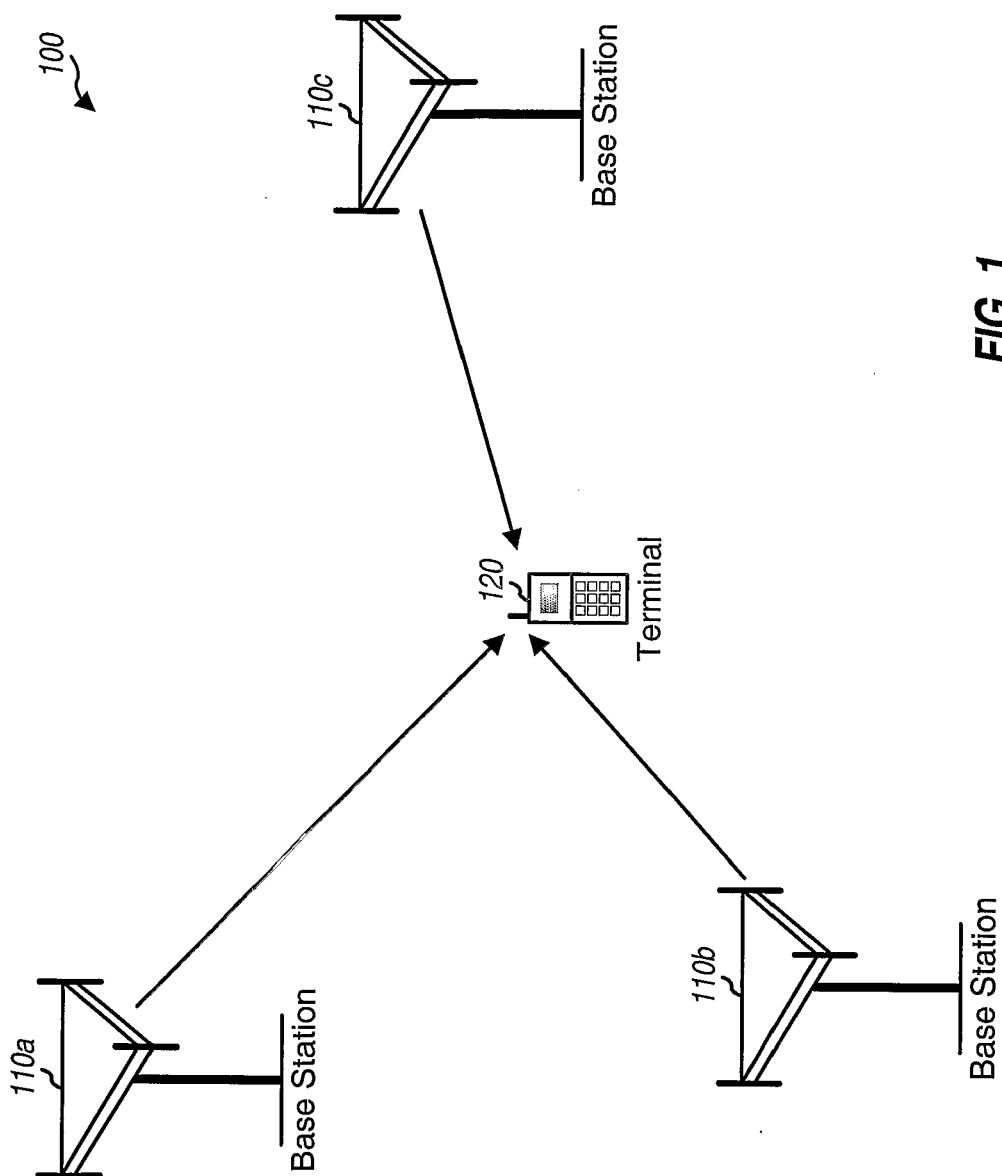 100
110a
Base Station
110c
Base Station
120
Terminal
110b
Base Station
FIG. 1